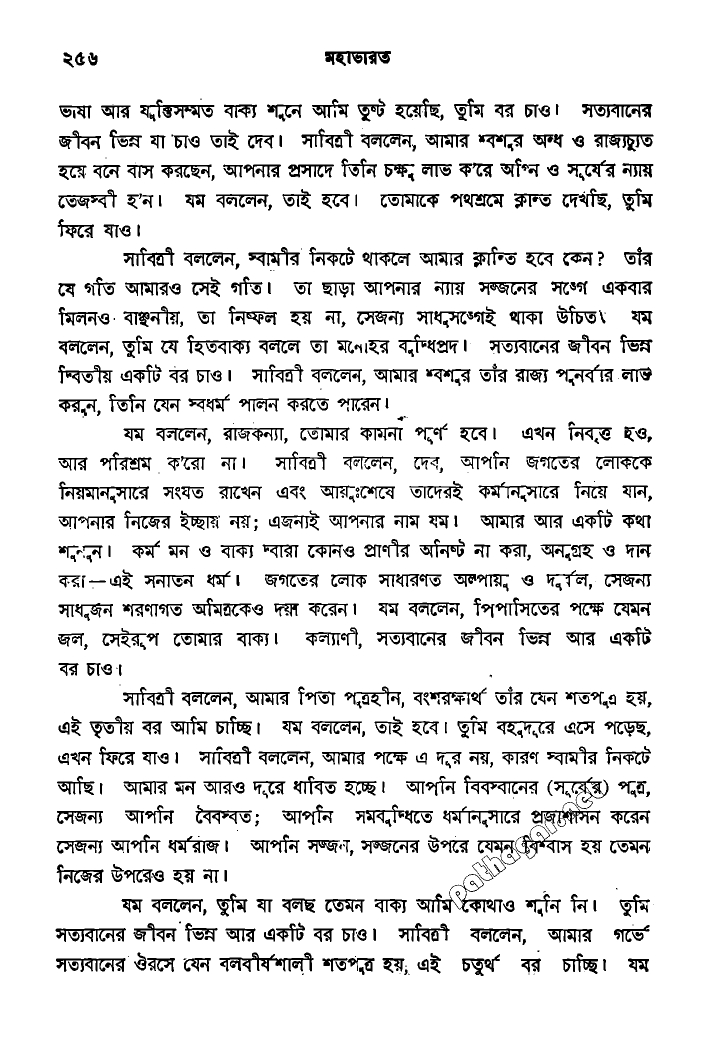 ২৫৬ মহাভারত
ভাষা আর যুক্তিসম্মত বাক্য শুনে আমি তুষ্ট হয়েছি, তুমি বর চাও। সত্যবানের
জীবন ভিন্ন যা চাও তাই দেব। সাবিত্রী বললেন, আমার শ্বশুর অন্ধ ও রাজ্যচ্যুত
হয়ে বনে বাস করছেন, আপনার প্রসাদে তিনি চক্ষু লাভ ক'রে অগ্নি ও সূর্যের ন্যায়
তেজস্বী হ'ন। যম বললেন, তাই হবে। তোমাকে পথশ্রমে ক্লান্ত দেখছি, তুমি
ফিরে যাও।
সাবিত্রী বললেন, স্বামীর নিকটে থাকলে আমার ক্লান্তি হবে কেন? তাঁর
যে গতি আমারও সেই গতি। তা ছাড়া আপনার ন্যায় সজ্জনের সঙ্গে একবার
মিলনও বাঞ্ছনীয়, তা নিষ্ফল হয় না, সেজন্য সাধুসঙ্গেই থাকা উচিত। যম
বললেন, তুমি যে হিতবাক্য বললে তা মনোহর বুদ্ধিপ্রদ। সত্যবানের জীবন ভিন্ন
দ্বিতীয় একটি বর চাও। সাবিত্রী বললেন, আমার শ্বশুর তাঁর রাজ্য পুনর্বার লাভ
করুন, তিনি যেন স্বধর্ম পালন করতে পারেন।
যম বললেন, রাজকন্যা, তোমার কামনা পূর্ণ হবে। এখন নিবৃত্ত হও,
আর পরিশ্রম ক'রো না। সাবিত্রী বললেন, দেব, আপনি জগতের লোককে
নিয়মানুসারে সংযত রাখেন এবং আয়ুঃশেষে তাদেরই কর্মানুসারে নিয়ে যান,
আপনার নিজের ইচ্ছায় নয়; এজন্যই আপনার নাম যম। আমার আর একটি কথা
শুনুন। কর্ম মন ও বাক্য দ্বারা কোনও প্রাণীর অনিষ্ট না করা, অনুগ্রহ ও দান
করা—এই সনাতন ধর্ম। জগতের লোক সাধারণত অল্পায়ু ও দুর্বল, সেজন্য
সাধুজন শরণাগত অমিত্রকেও দয়া করেন। যম বললেন, পিপাসিতের পক্ষে যেমন
জল, সেইরূপ তোমার বাক্য। কল্যাণী, সত্যবানের জীবন ভিন্ন আর একটি
বর চাও।
সাবিত্রী বললেন, আমার পিতা পুত্রহীন, বংশরক্ষার্থ তাঁর যেন শতপুত্র হয়,
এই তৃতীয় বর আমি চাচ্ছি। যম বললেন, তাই হবে। তুমি বহুদূরে এসে পড়েছ,
এখন ফিরে যাও। সাবিত্রী বললেন, আমার পক্ষে এ দূর নয়, কারণ স্বামীর নিকটে
আছি। আমার মন আরও দূরে ধাবিত হচ্ছে। আপনি বিবস্বানের (সূর্যের) পুত্র,
সেজন্য আপনি বৈবস্বত; আপনি সমবুদ্ধিতে ধর্মানুসারে প্রজাশাসন করেন
সেজন্য আপনি ধর্মরাজ। আপনি সজ্জন, সজ্জনের উপরে যেমন বিশ্বাস হয় তেমন
নিজের উপরেও হয় না।
যম বললেন, তুমি যা বলছ তেমন বাক্য আমি কোথাও শুনি নি। তুমি
সত্যবানের জীবন ভিন্ন আর একটি বর চাও। সাবিত্রী বললেন, আমার গর্ভে
সত্যবানের ঔরসে যেন বলবীর্যশালী শতপুত্র হয়, এই চতুর্থ বর চাচ্ছি। যম
pathagar.net